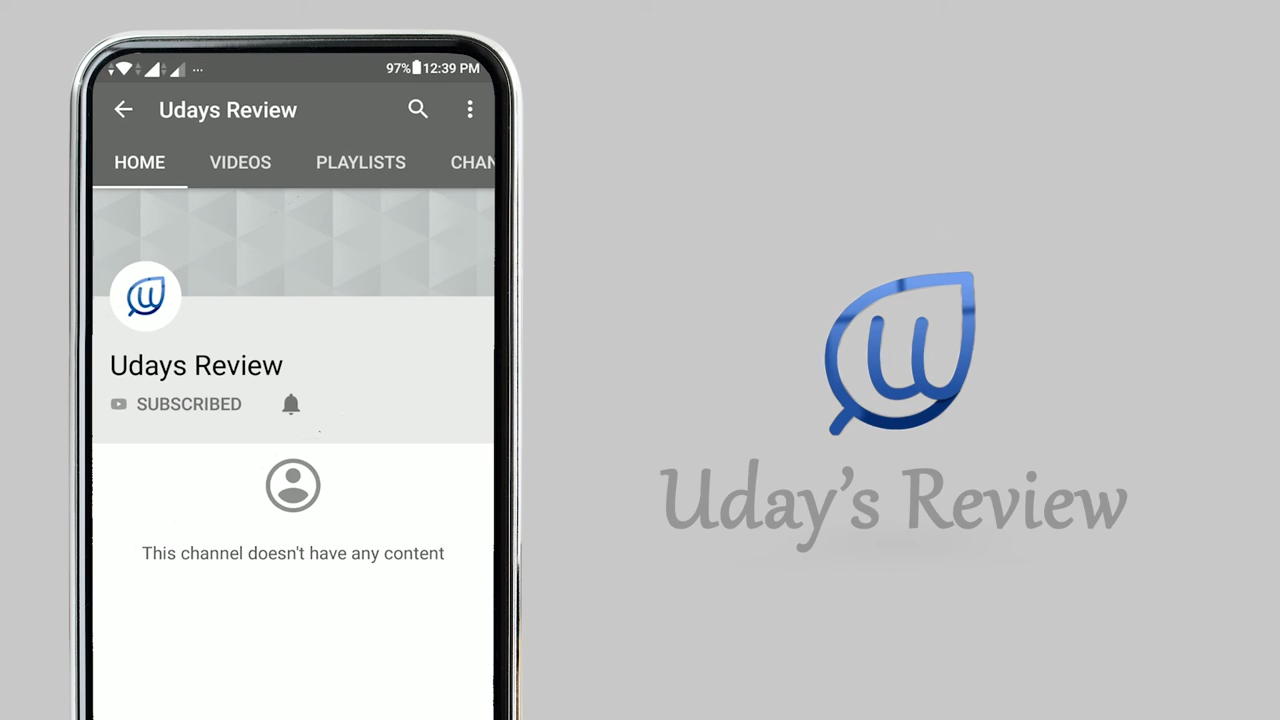 97% 12:39 PM
Udays Review
HOME VIDEOS PLAYLISTS CHAN
u
Udays Review
SUBSCRIBED
This channel doesn't have any content
u
Uday's Review